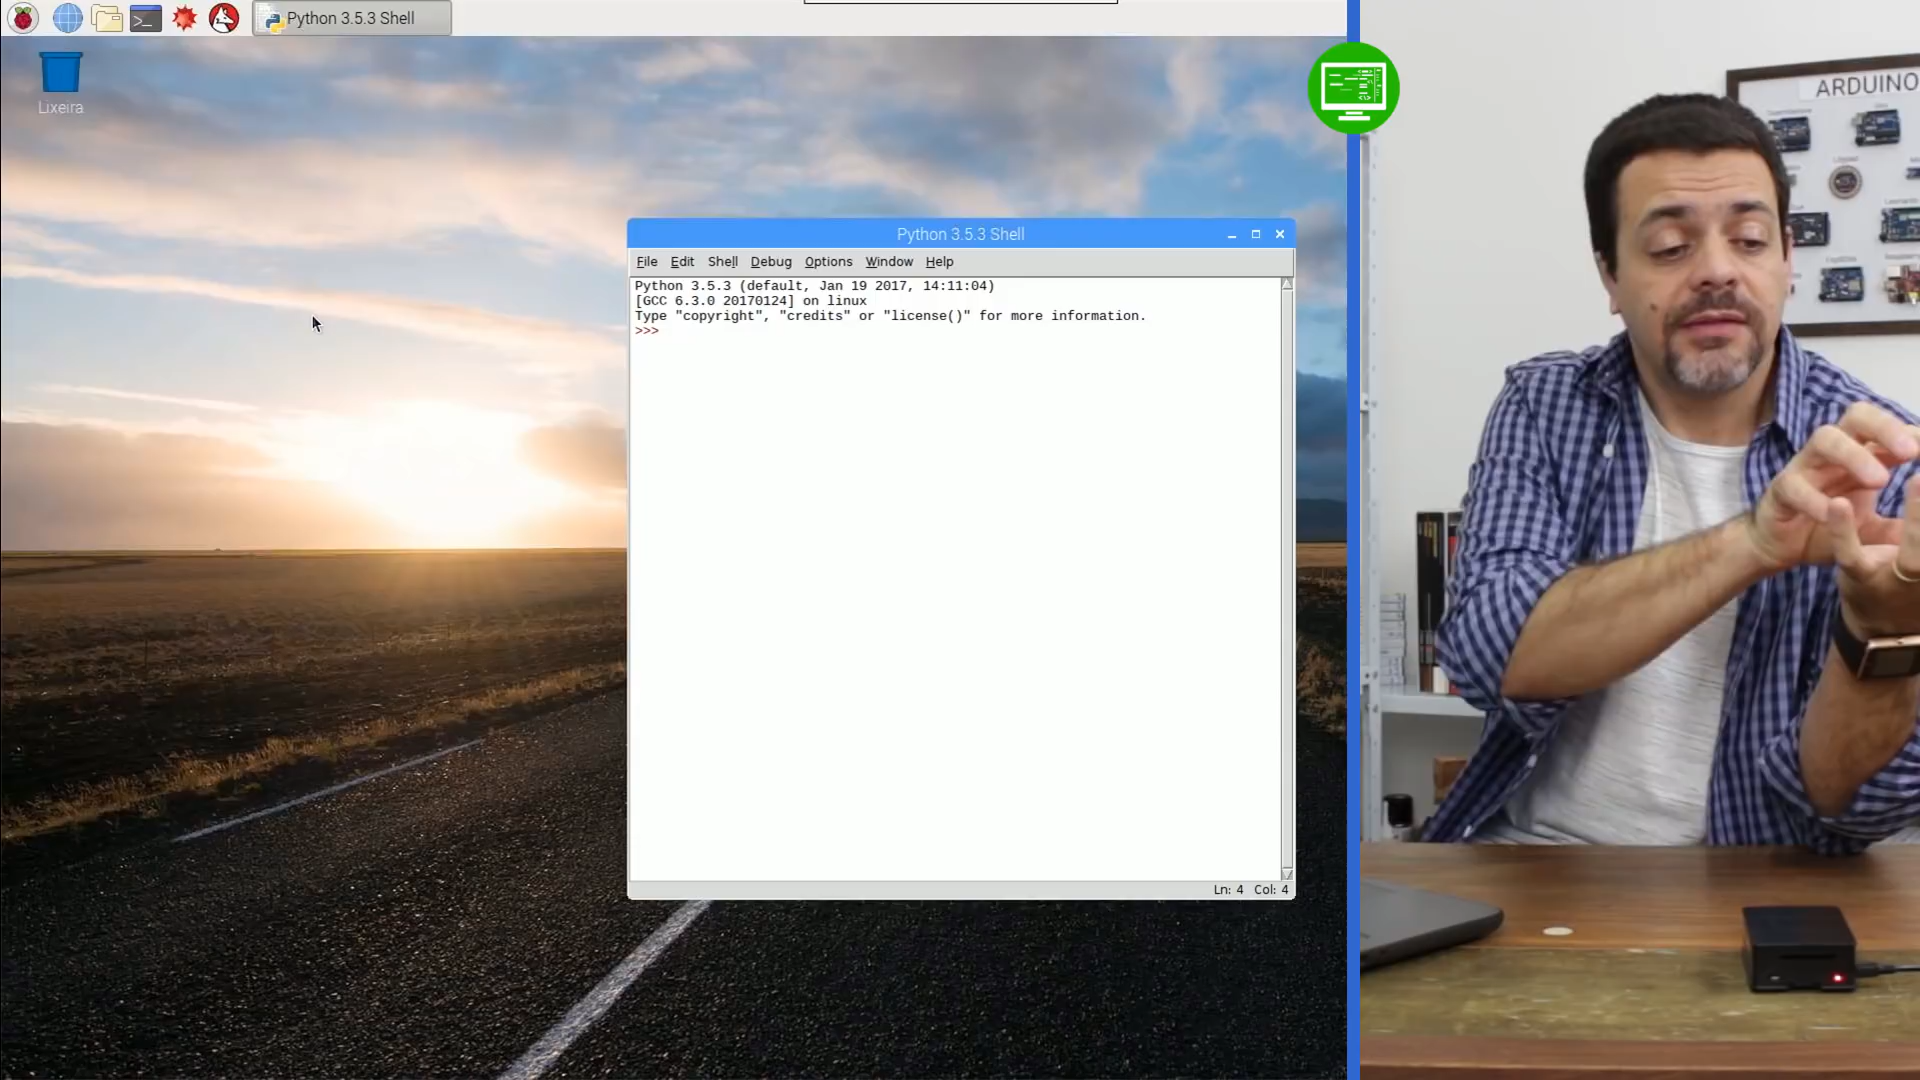 Python 3.5.3 Shell
Lixeira
Python 3.5.3 Shell
File Edit Shell Debug Options Window Help
Python 3.5.3 (default, Jan 19 2017, 14:11:04)
[GCC 6.3.0 20170124] on linux
Type "copyright", "credits" or "license()" for more information.
>>>
Ln: 4 Col: 4
ARDUINO